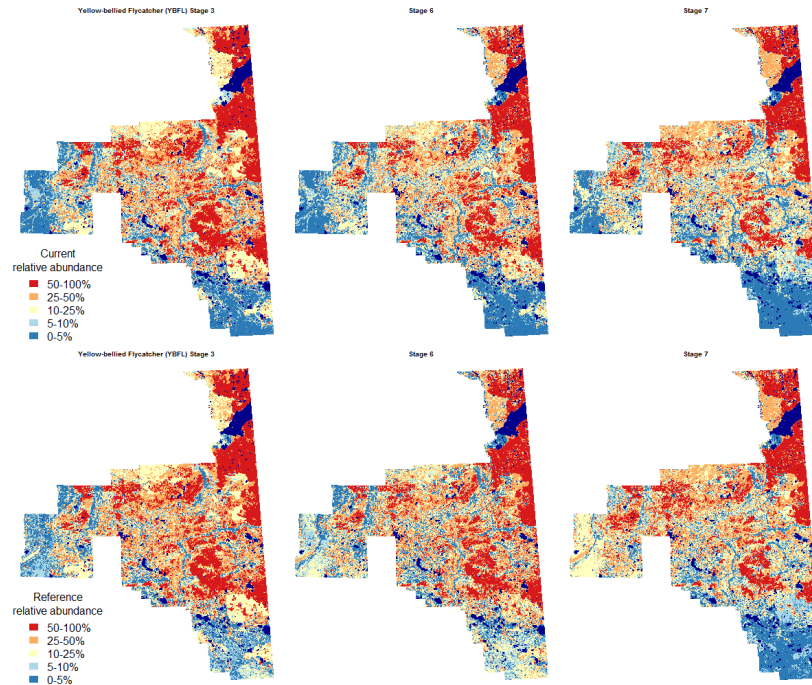 Yellow-bellied Flycatcher (YBFL) Stage 3
Stage 6
Stage 7
Current
relative abundance
50-100%
25-50%
10-25%
5-10%
0-5%
Yellow-bellied Flycatcher (YBFL) Stage 3
Stage 6
Stage 7
Reference
relative abundance
50-100%
25-50%
10-25%
5-10%
0-5%